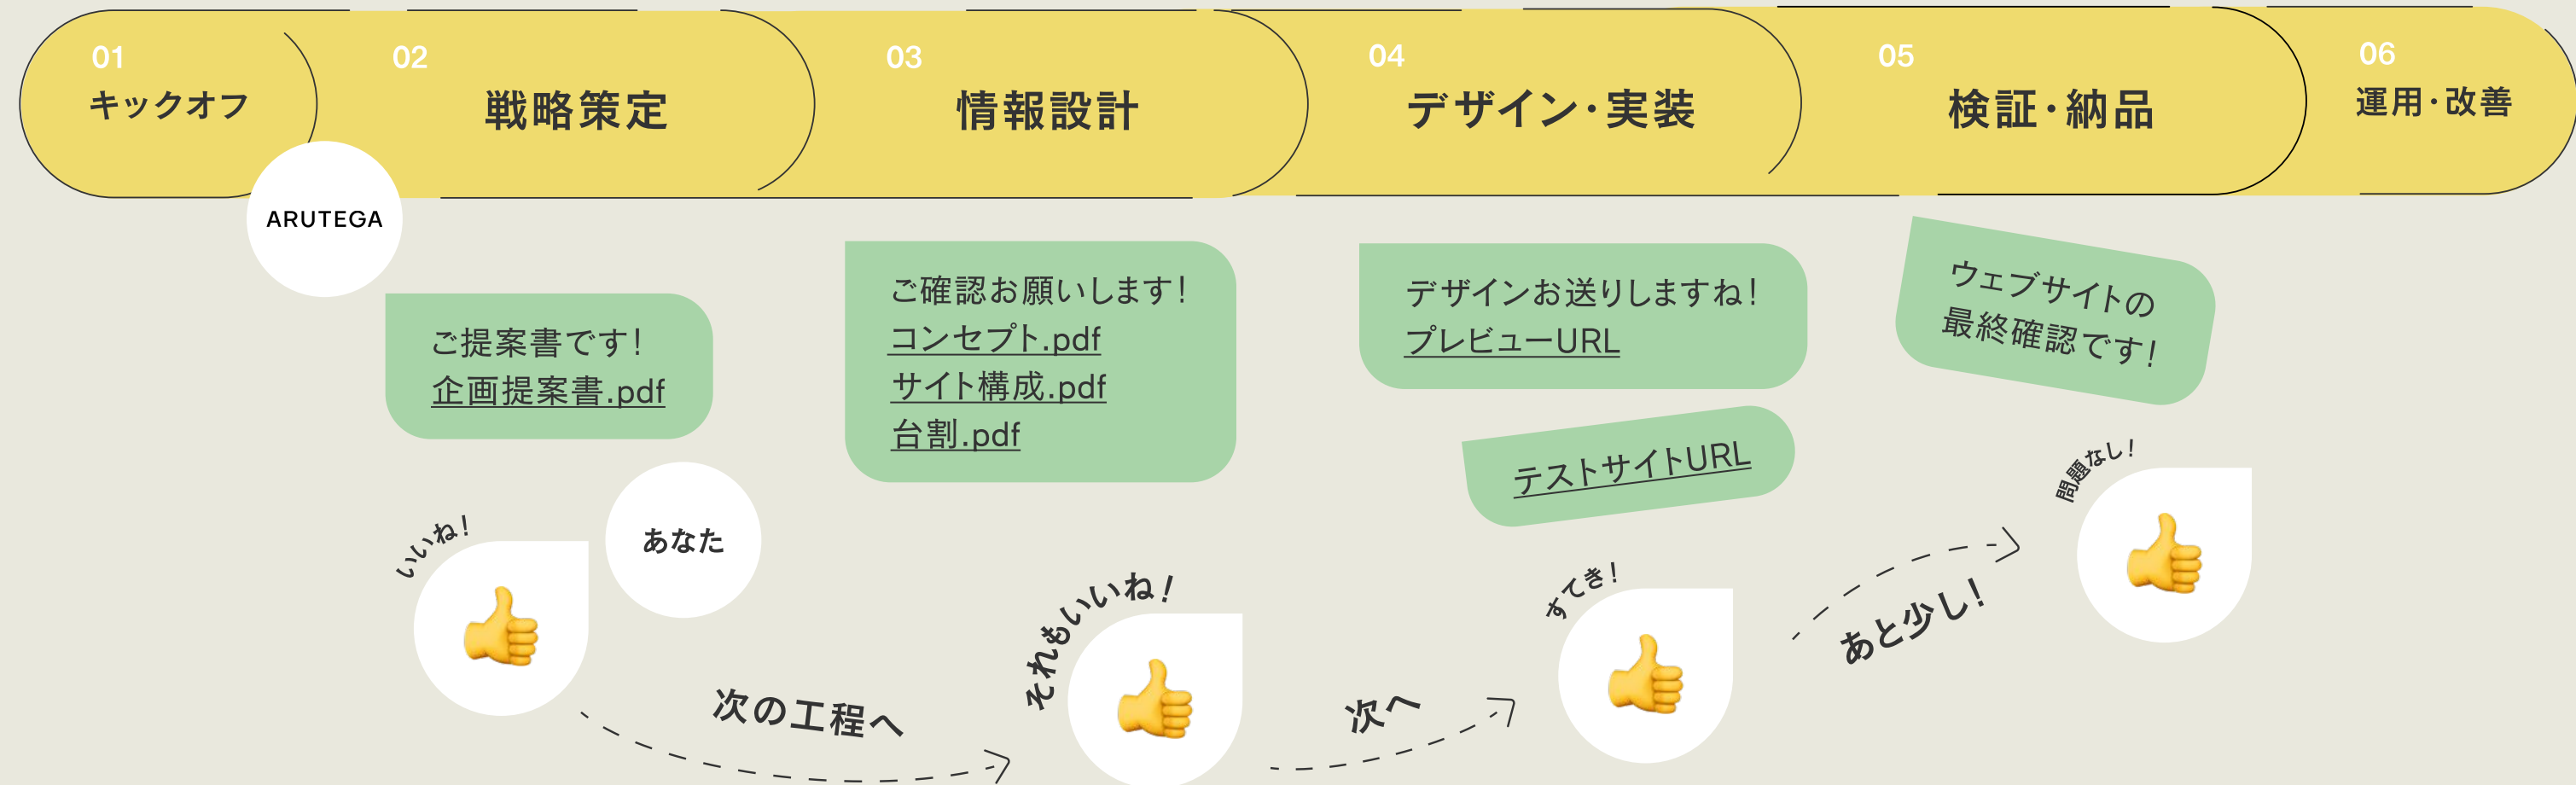 01
キックオフ
02
戦略策定
03
情報設計
04
デザイン・実装
05
検証・納品
06
運用・改善
ARUTEGA
ご提案書です！
企画提案書.pdf
ご確認お願いします！
コンセプト.pdf
サイト構成.pdf
台割.pdf
デザインお送りしますね！
プレビューURL
テストサイトURL
ウェブサイトの
最終確認です！
いいね！
あなた
次の工程へ
それもいいね！
次へ
すてき！
あと少し！
問題なし！